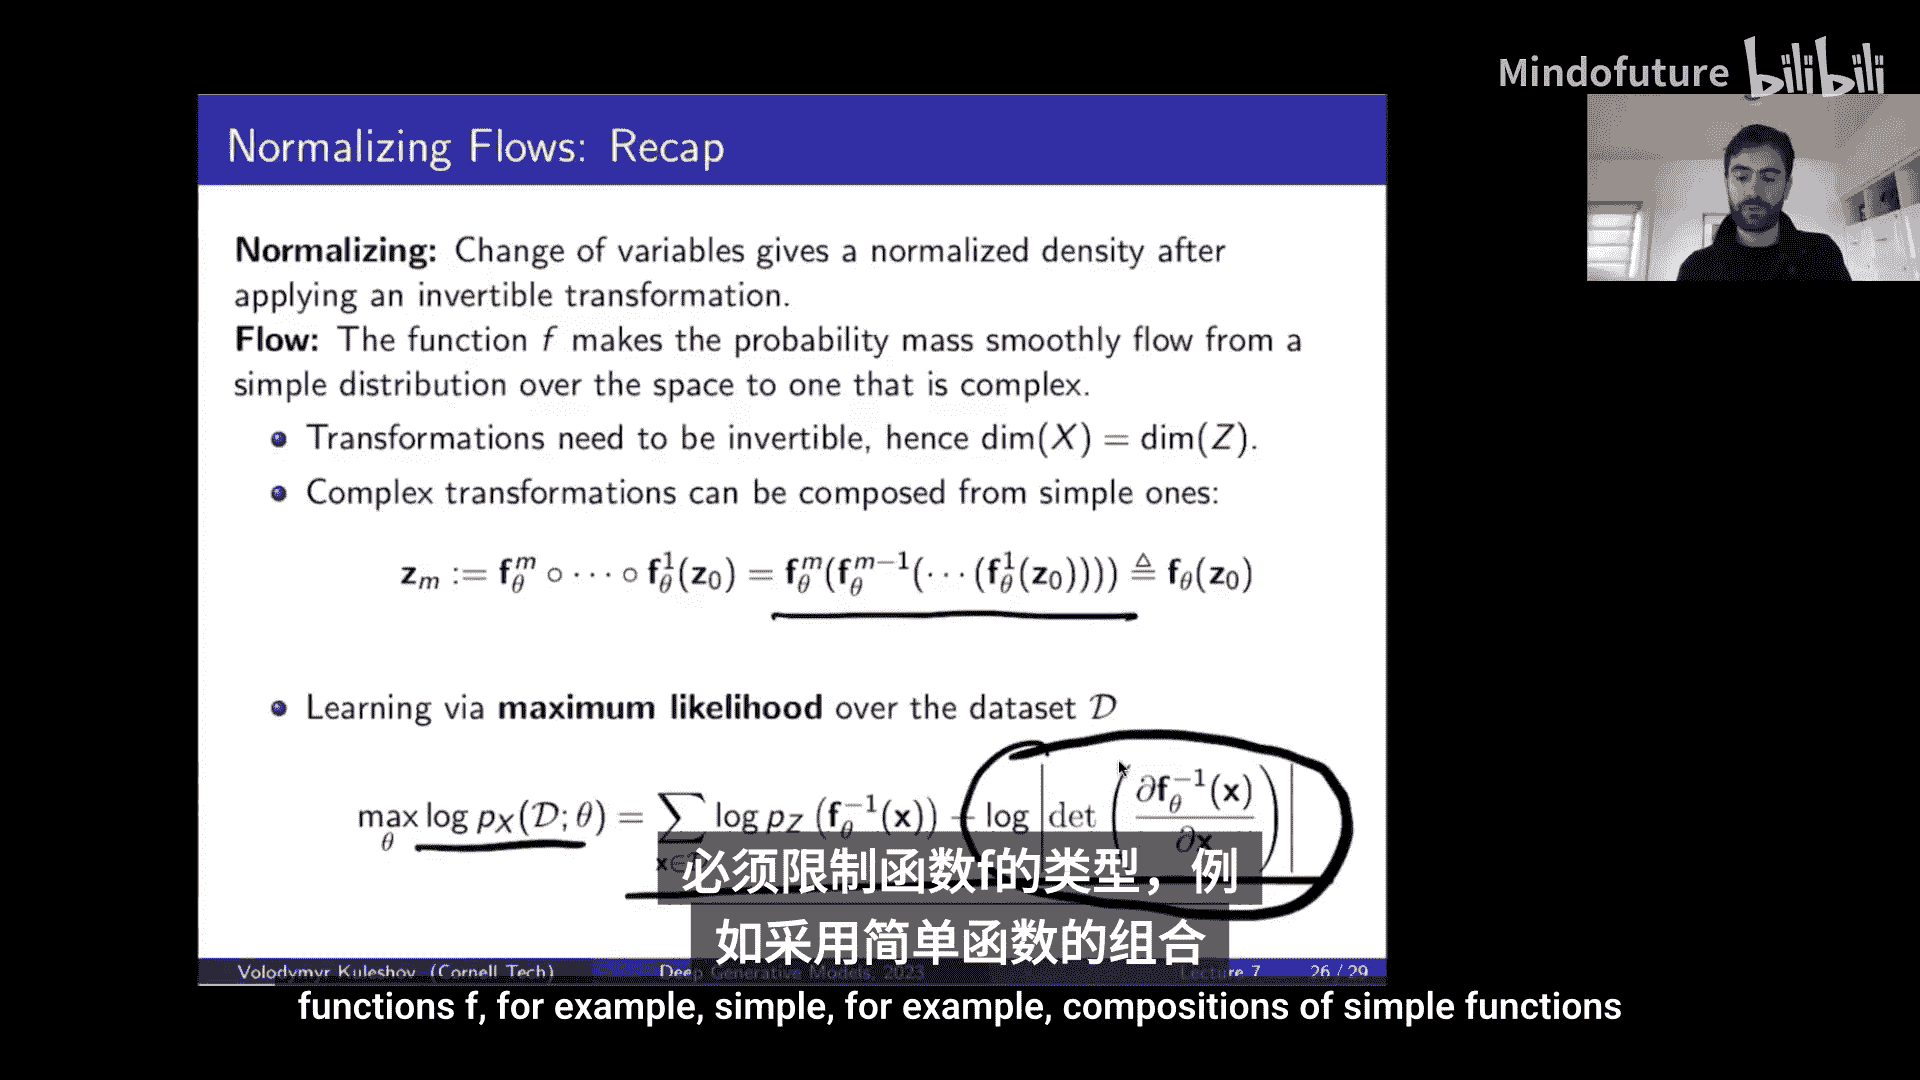 Mindofuture bilibili
Normalizing Flows: Recap
Normalizing: Change of variables gives a normalized density after
applying an invertible transformation.
Flow: The function f makes the probability mass smoothly flow from a
simple distribution over the space to one that is complex.
Transformations need to be invertible, hence dim(X) = dim(Z).
Complex transformations can be composed from simple ones:
z_m := f_θ^m ∘ ⋯ ∘ f_θ^1(z_0) = f_θ^m(f_θ^{m−1}(⋯(f_θ^1(z_0)))) ≜ f_θ(z_0)
Learning via maximum likelihood over the dataset D
max_θ log p_X(D; θ) = ∑_{x∈} log p_Z (f_θ^{−1}(x)) + log |det (∂f_θ^{−1}(x)/∂x)|
必须限制函数f的类型，例
如采用简单函数的组合
Volodymyr Kuleshov (Cornell Tech) Deep Generative Models, 2023 Lecture 7 26 / 29
functions f, for example, simple, for example, compositions of simple functions